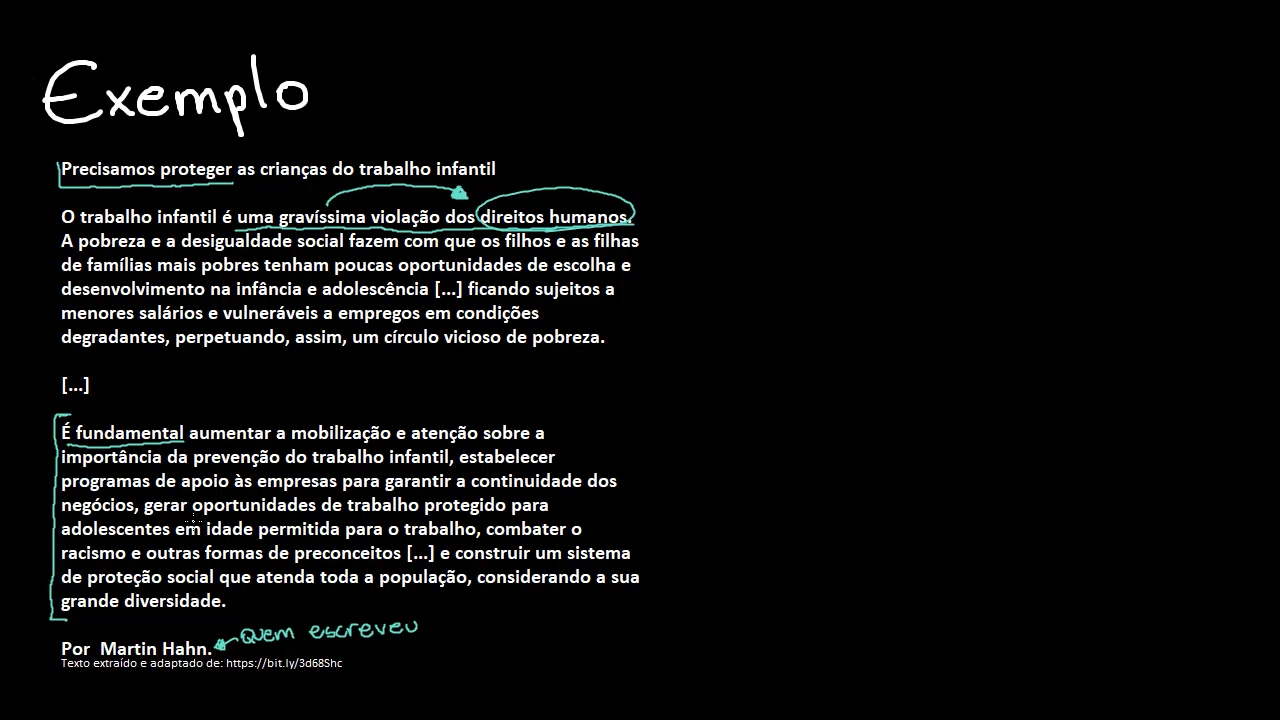 Exemplo
Precisamos proteger as crianças do trabalho infantil
O trabalho infantil é uma gravíssima violação dos direitos humanos.
A pobreza e a desigualdade social fazem com que os filhos e as filhas
de famílias mais pobres tenham poucas oportunidades de escolha e
desenvolvimento na infância e adolescência [...] ficando sujeitos a
menores salários e vulneráveis a empregos em condições
degradantes, perpetuando, assim, um círculo vicioso de pobreza.
[...]
É fundamental aumentar a mobilização e atenção sobre a
importância da prevenção do trabalho infantil, estabelecer
programas de apoio às empresas para garantir a continuidade dos
negócios, gerar oportunidades de trabalho protegido para
adolescentes em idade permitida para o trabalho, combater o
racismo e outras formas de preconceitos [...] e construir um sistema
de proteção social que atenda toda a população, considerando a sua
grande diversidade.
Quem escreveu
Por Martin Hahn.
Texto extraído e adaptado de: https://bit.ly/3d68Shc